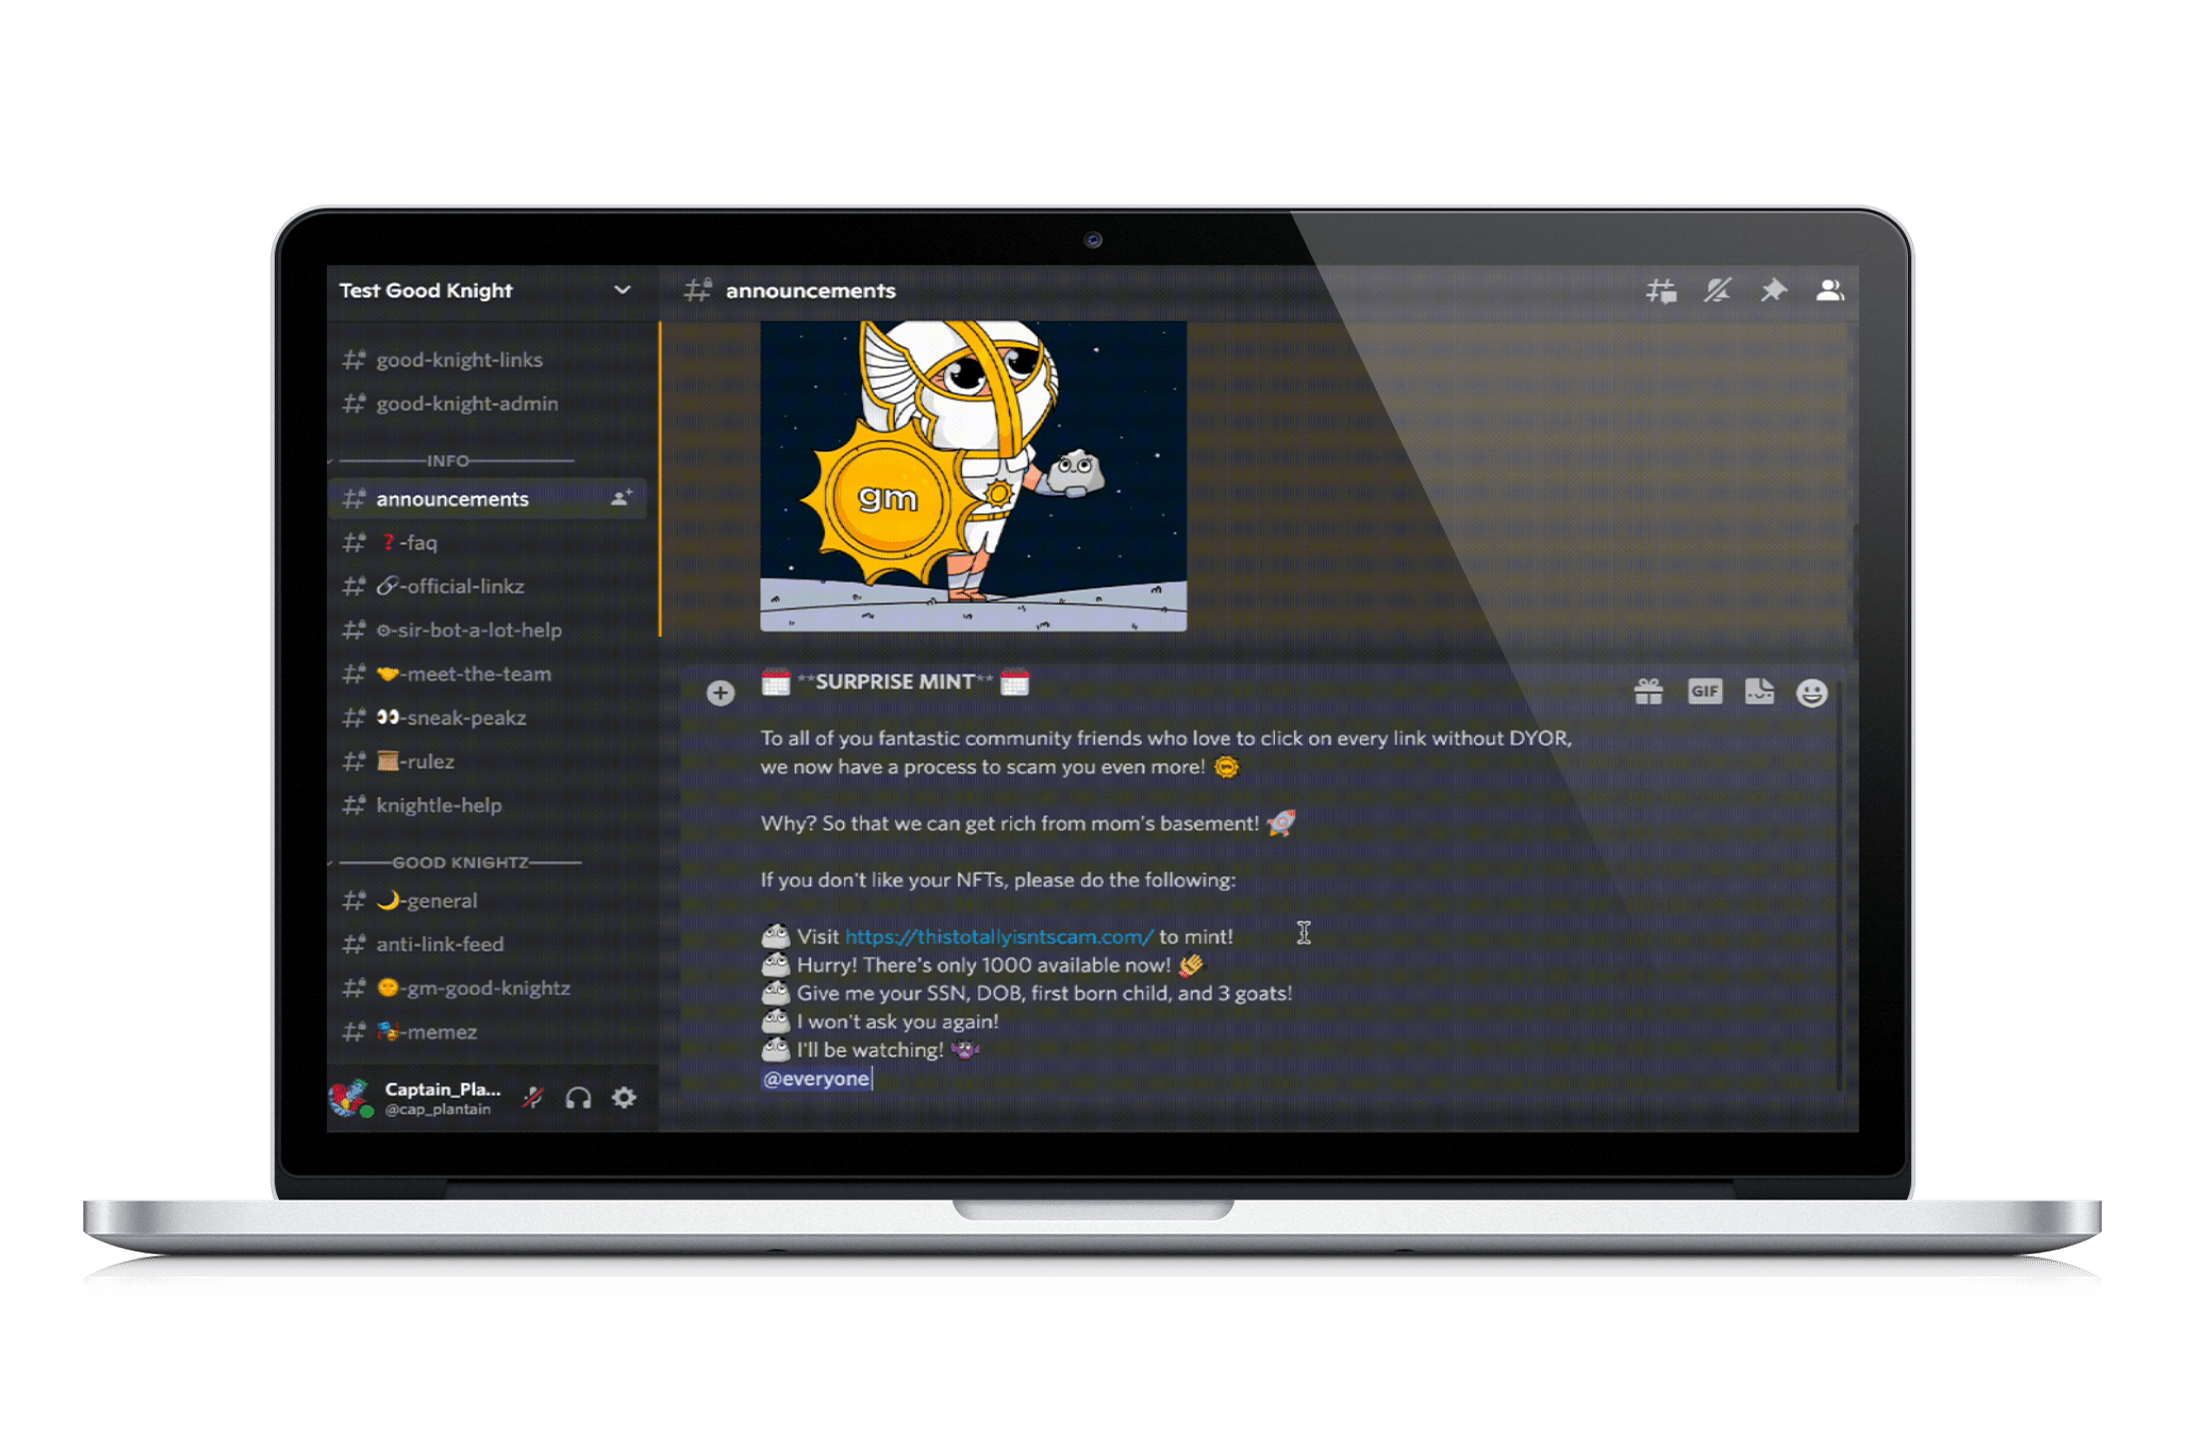 Test Good Knight
good-knight-links
good-knight-admin
INFO
announcements
❓-faq
🔗-official-linkz
⚙-sir-bot-a-lot-help
🤝-meet-the-team
👀-sneak-peakz
📜-rulez
knightle-help
GOOD KNIGHTZ
🌙-general
anti-link-feed
🌞-gm-good-knightz
🎭-memez
Captain_Pla...
@cap_plantain
announcements
gm
**SURPRISE MINT**
GIF
To all of you fantastic community friends who love to click on every link without DYOR,
we now have a process to scam you even more!
Why? So that we can get rich from mom's basement! 🚀
If you don't like your NFTs, please do the following:
Visit https://thistotallyisntscam.com/ to mint!
Hurry! There's only 1000 available now!
Give me your SSN, DOB, first born child, and 3 goats!
I won't ask you again!
I'll be watching!
@everyone